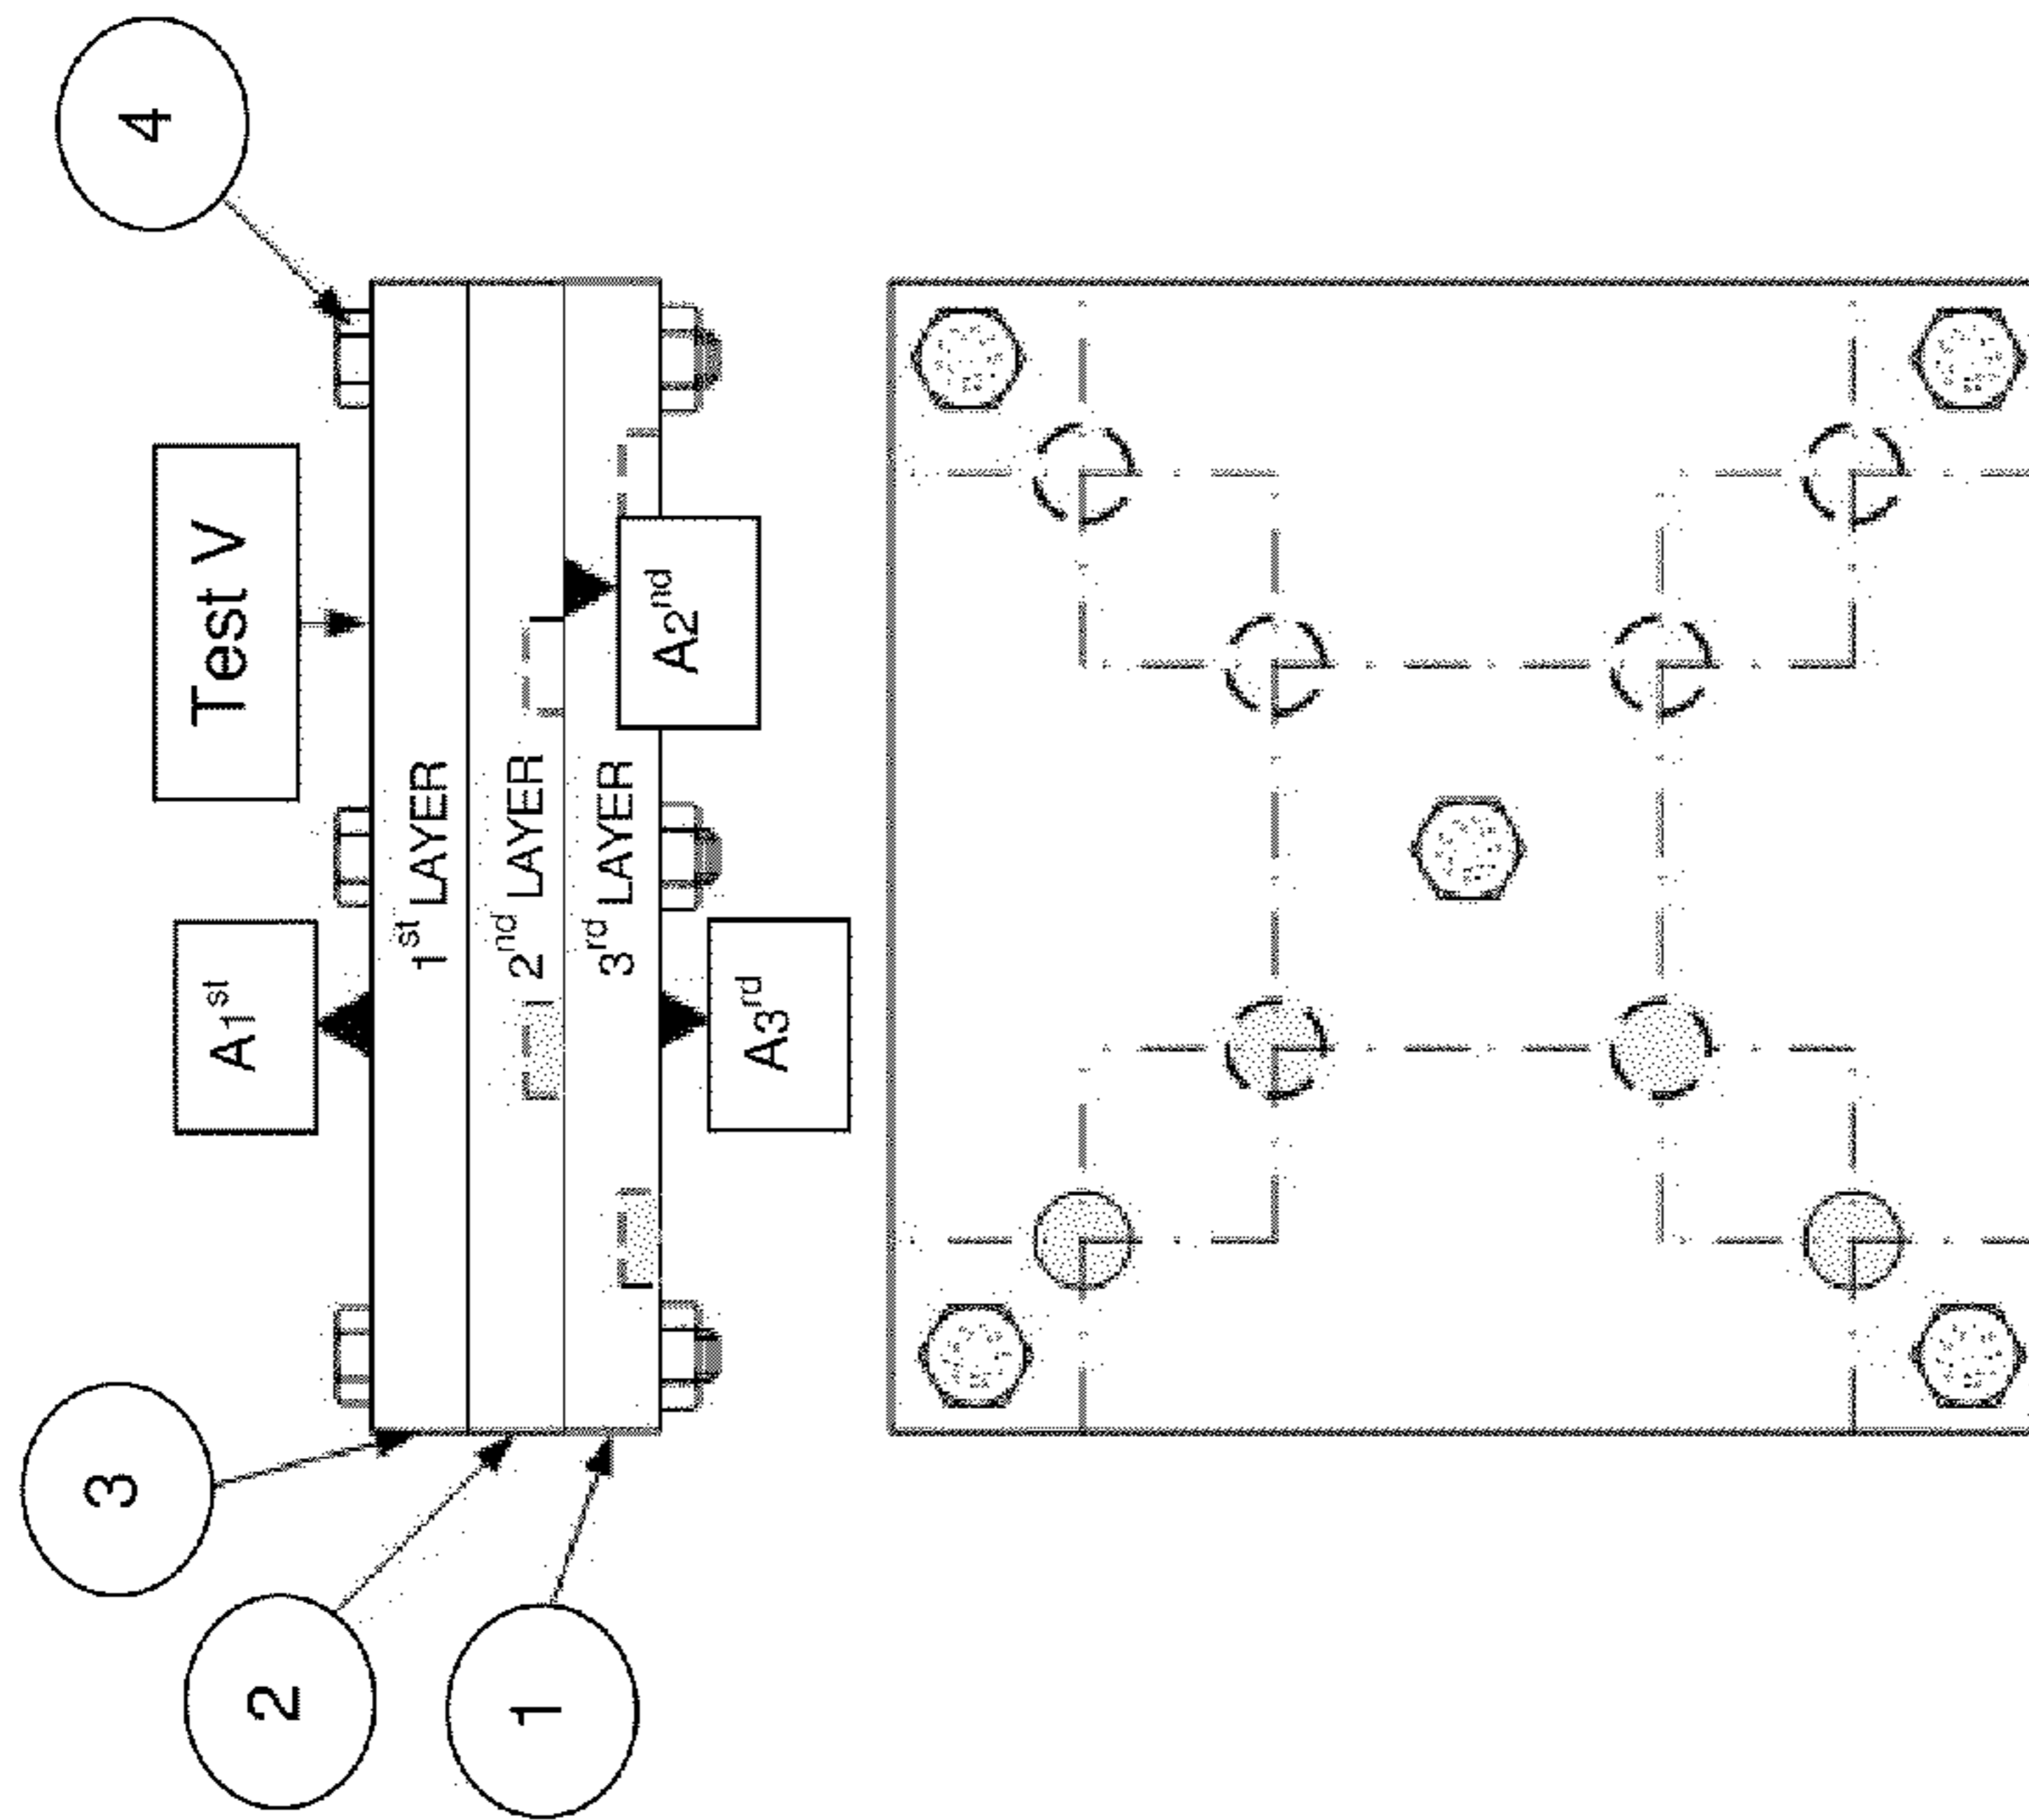 3
4
Test V
A1st
2
1st LAYER
2nd LAYER
1
3rd LAYER
A2nd
A3rd